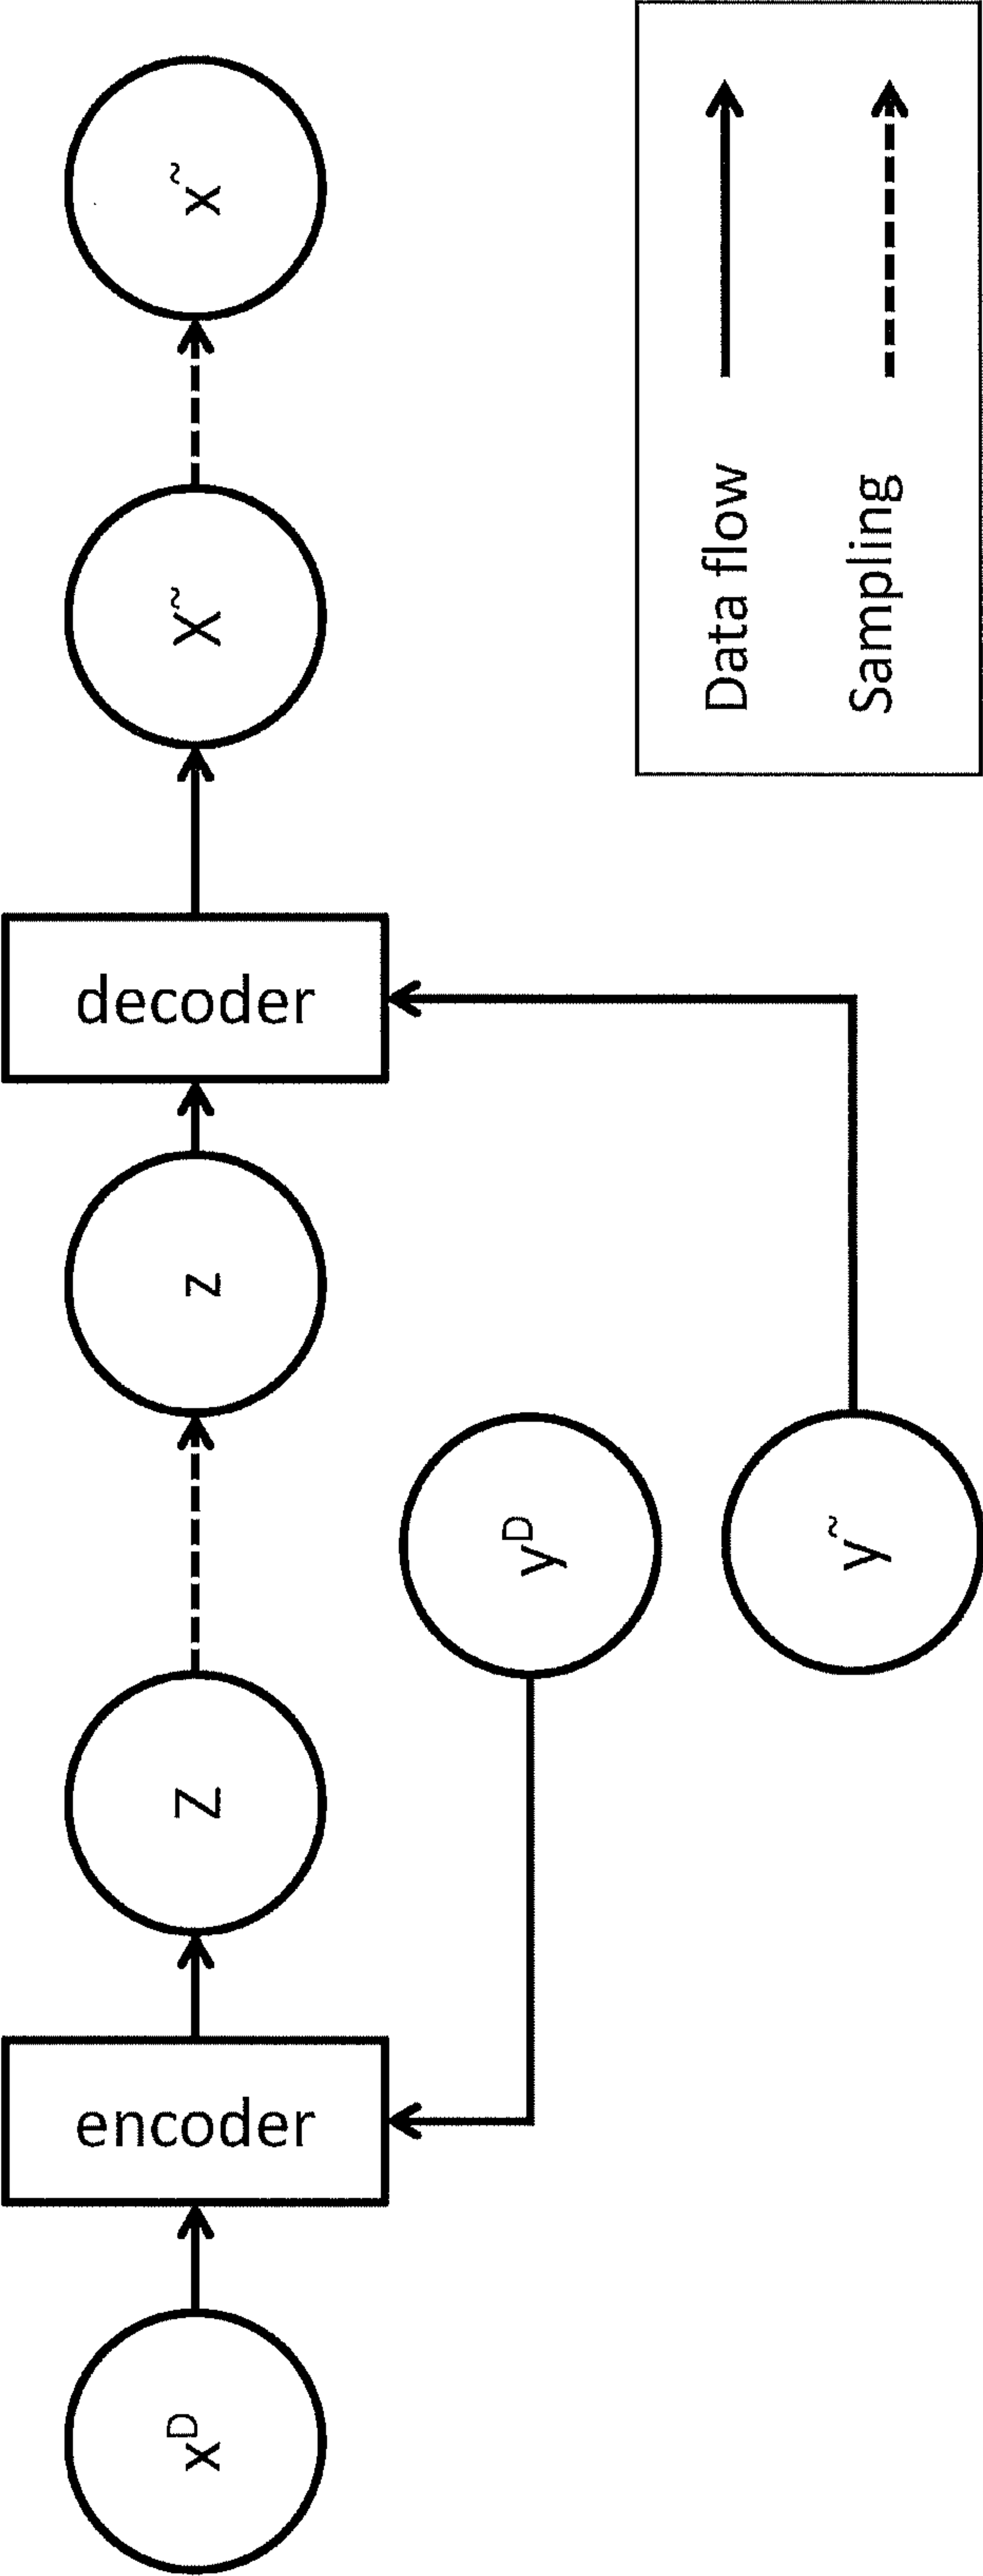 x^D
encoder
Z
z
decoder
X~
x~
y^D
y~
Data flow
Sampling